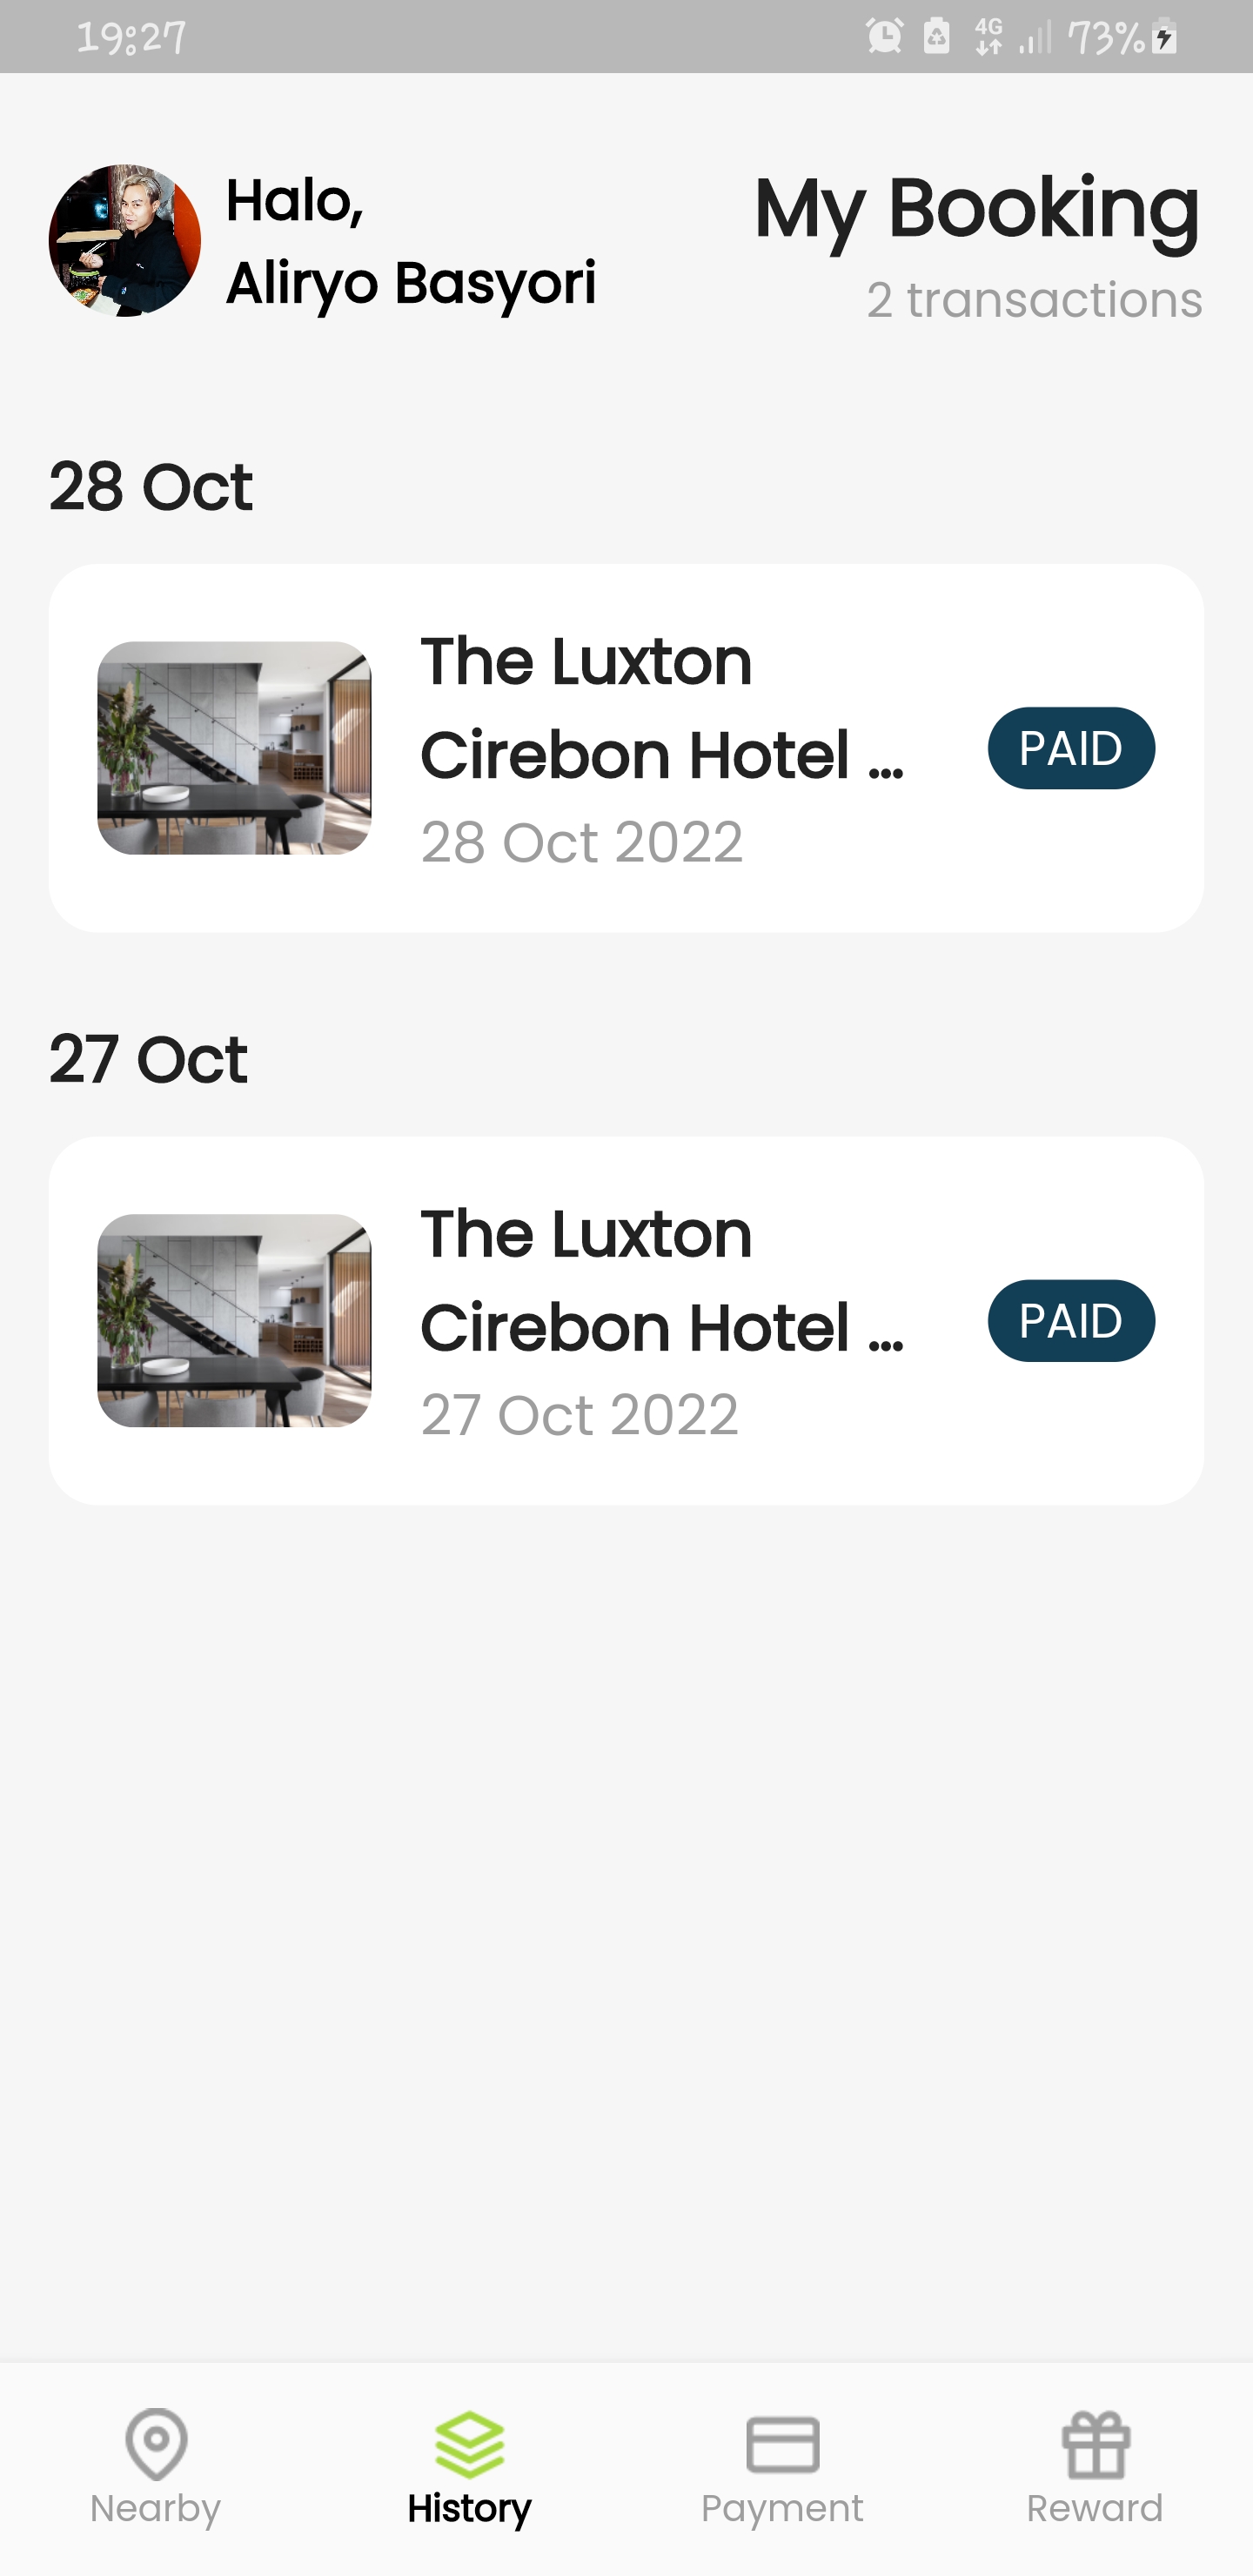 19:27
4G
73%
Halo,
Aliryo Basyori
My Booking
2 transactions
28 Oct
The Luxton
Cirebon Hotel ...
28 Oct 2022
PAID
27 Oct
The Luxton
Cirebon Hotel ...
27 Oct 2022
PAID
Nearby
History
Payment
Reward